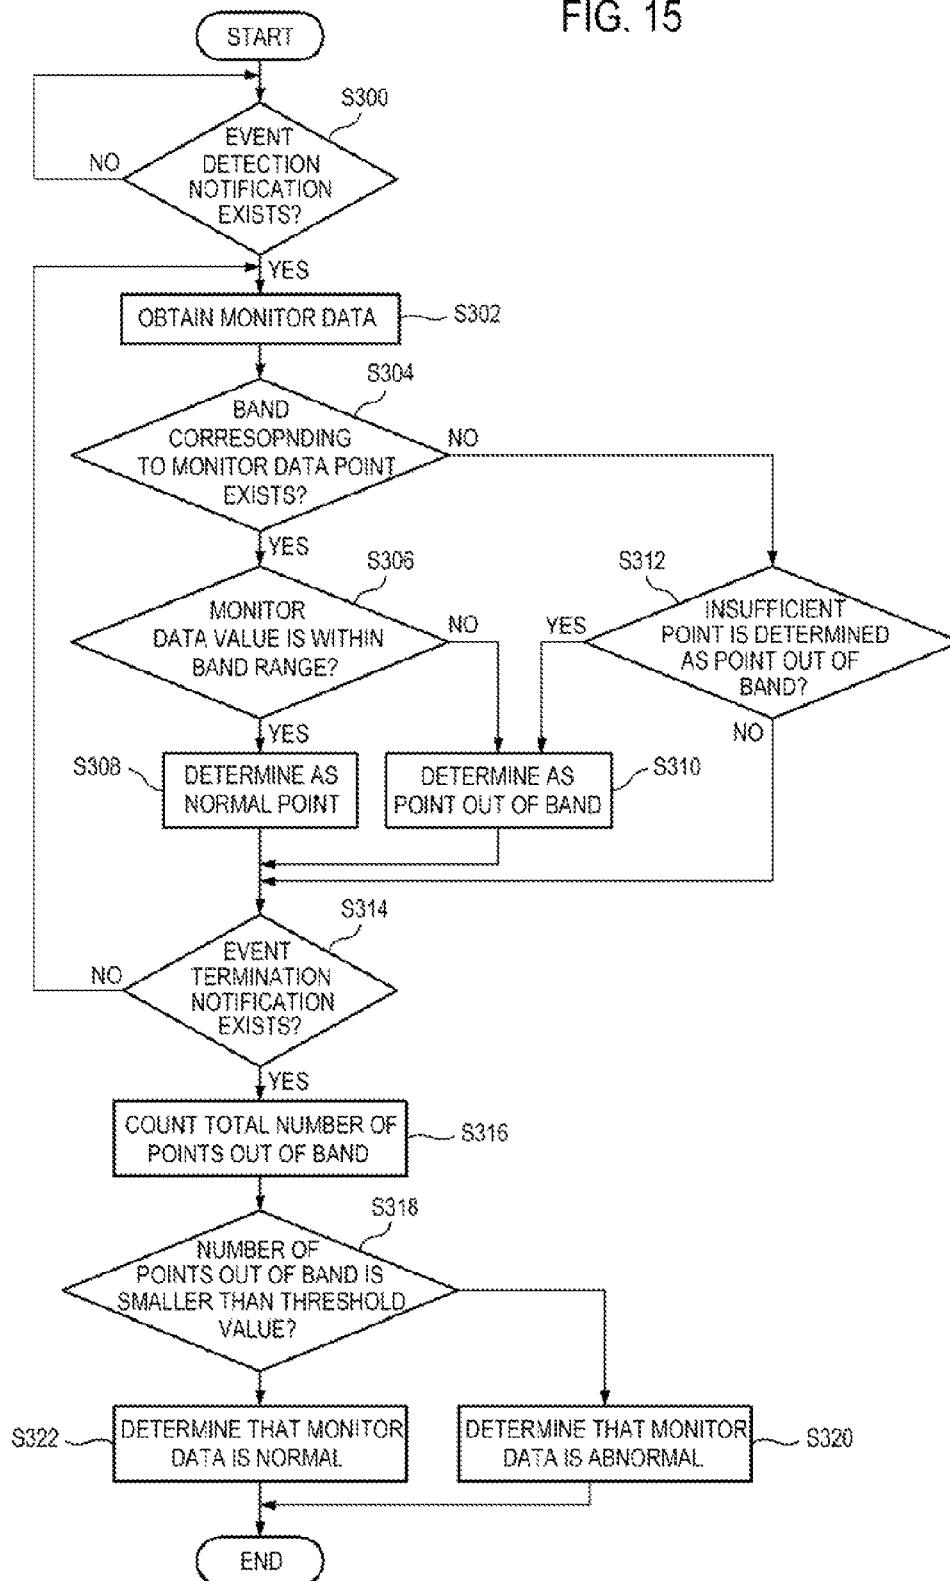 FIG. 15
START
S300
EVENT
DETECTION
NOTIFICATION
EXISTS?
NO
YES
OBTAIN MONITOR DATA
S302
S304
BAND
CORRESOPNDING
TO MONITOR DATA POINT
EXISTS?
NO
YES
S306
MONITOR
DATA VALUE IS WITHIN
BAND RANGE?
NO
YES
S312
INSUFFICIENT
POINT IS DETERMINED
AS POINT OUT OF
BAND?
YES
NO
S308
DETERMINE AS
NORMAL POINT
DETERMINE AS
POINT OUT OF BAND
S310
S314
EVENT
TERMINATION
NOTIFICATION
EXISTS?
NO
YES
COUNT TOTAL NUMBER OF
POINTS OUT OF BAND
S316
S318
NUMBER OF
POINTS OUT OF BAND IS
SMALLER THAN THRESHOLD
VALUE?
S322
DETERMINE THAT MONITOR
DATA IS NORMAL
DETERMINE THAT MONITOR
DATA IS ABNORMAL
S320
END